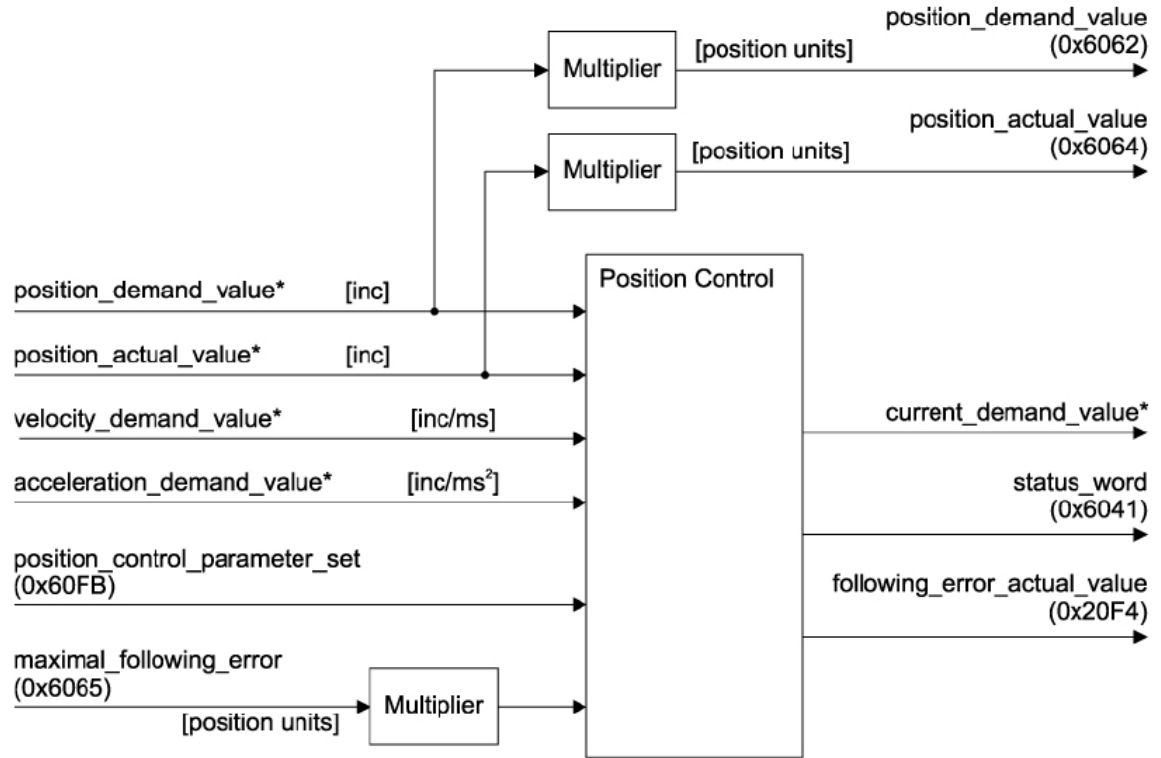 position_demand_value
(0x6062)
[position units]
Multiplier
position_actual_value
(0x6064)
[position units]
Multiplier
Position Control
position_demand_value* [inc]
position_actual_value* [inc]
velocity_demand_value* [inc/ms]
acceleration_demand_value* [inc/ms²]
position_control_parameter_set
(0x60FB)
maximal_following_error
(0x6065)
[position units]
Multiplier
current_demand_value*
status_word
(0x6041)
following_error_actual_value
(0x20F4)